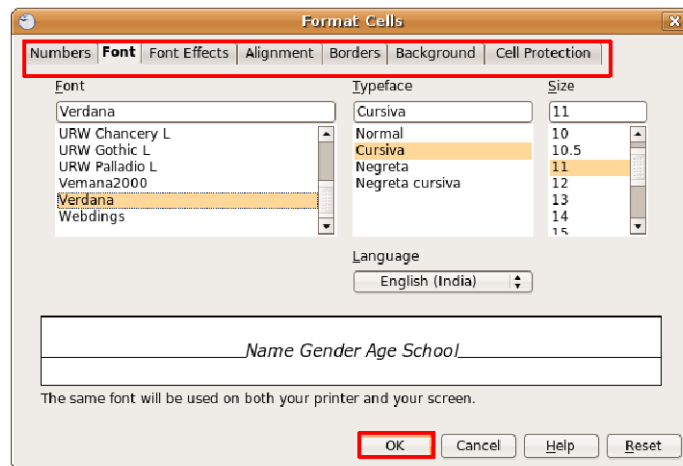 Format Cells
Numbers Font Font Effects Alignment Borders Background Cell Protection
Font Typeface Size
Verdana Cursiva 11
URW Chancery L Normal 10
URW Gothic L Cursiva 10.5
URW Palladio L Negreta 11
Vemana2000 Negreta cursiva 12
Verdana 13
Webdings 14
15
Language
English (India)
Name Gender Age School
The same font will be used on both your printer and your screen.
OK Cancel Help Reset